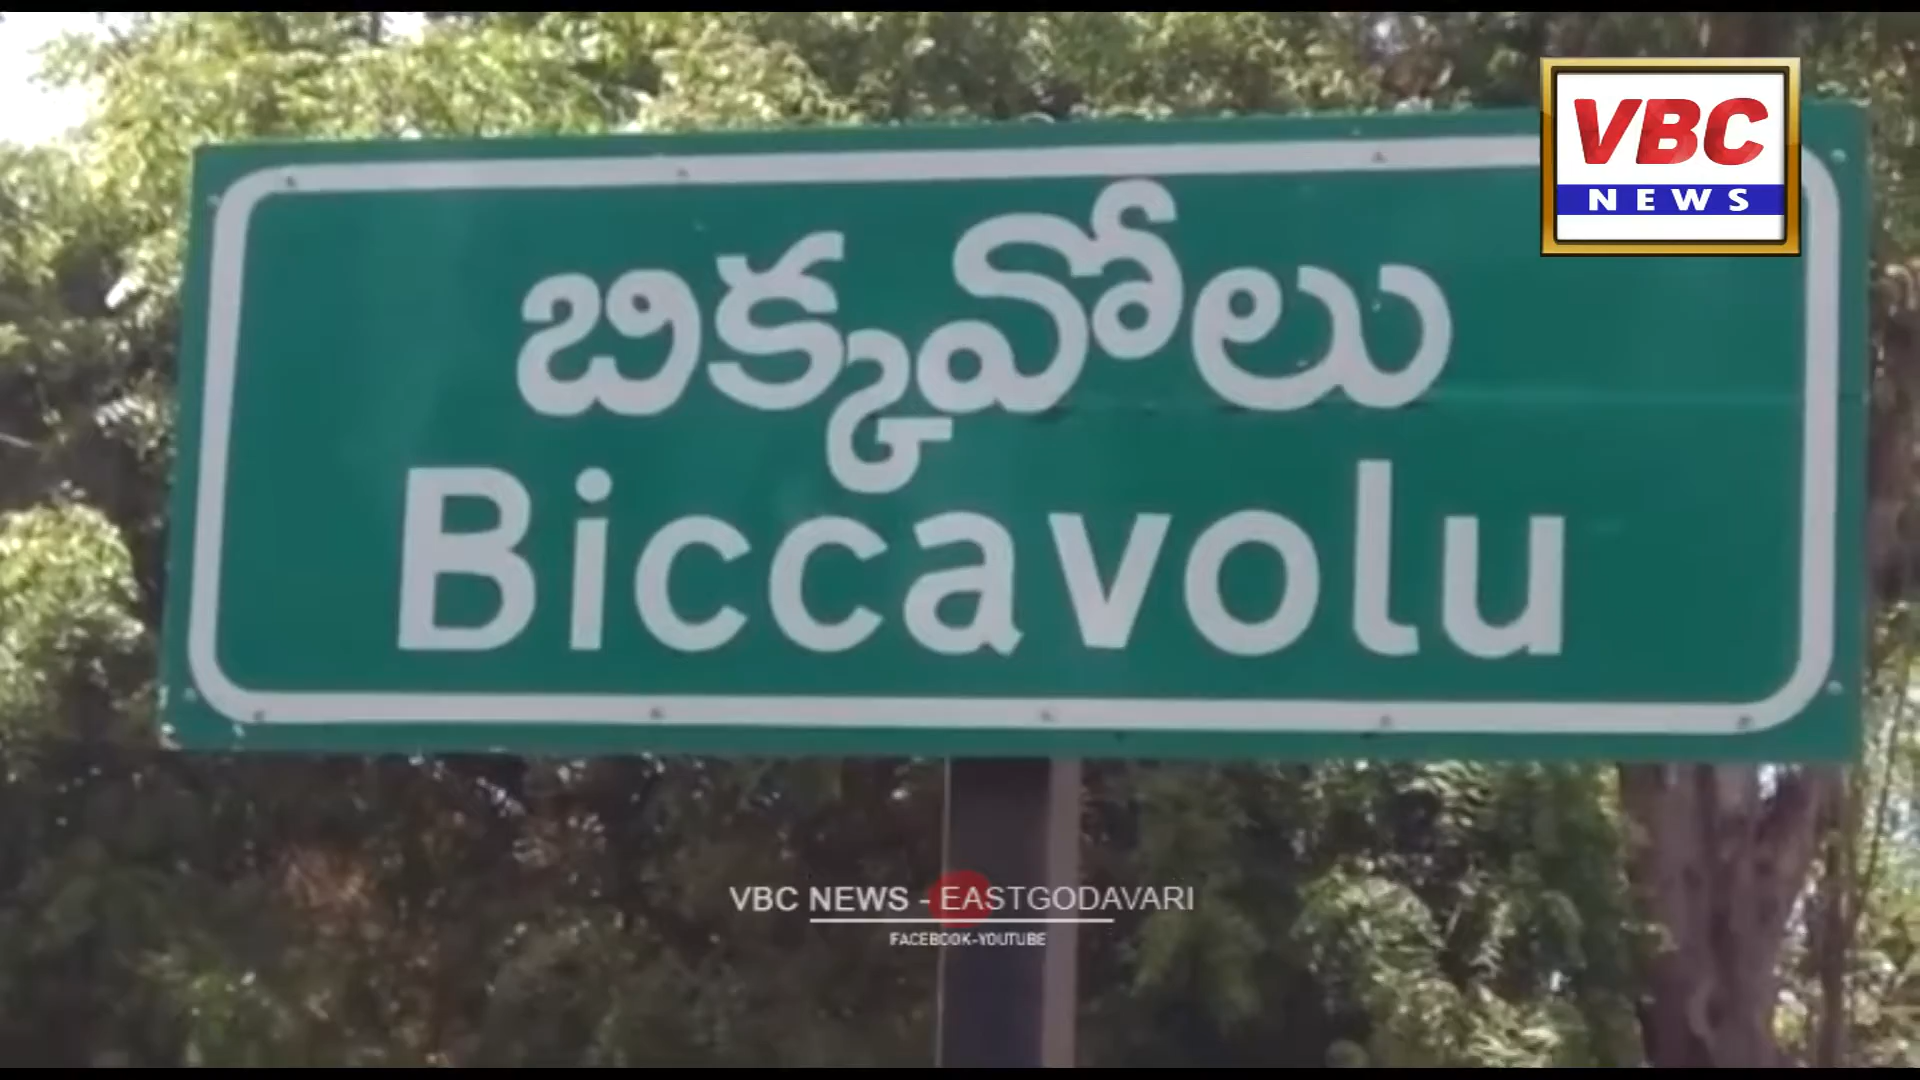 VBC
NEWS
బిక్కవోలు
Biccavolu
VBC NEWS - EASTGODAVARI
FACEBOOK-YOUTUBE